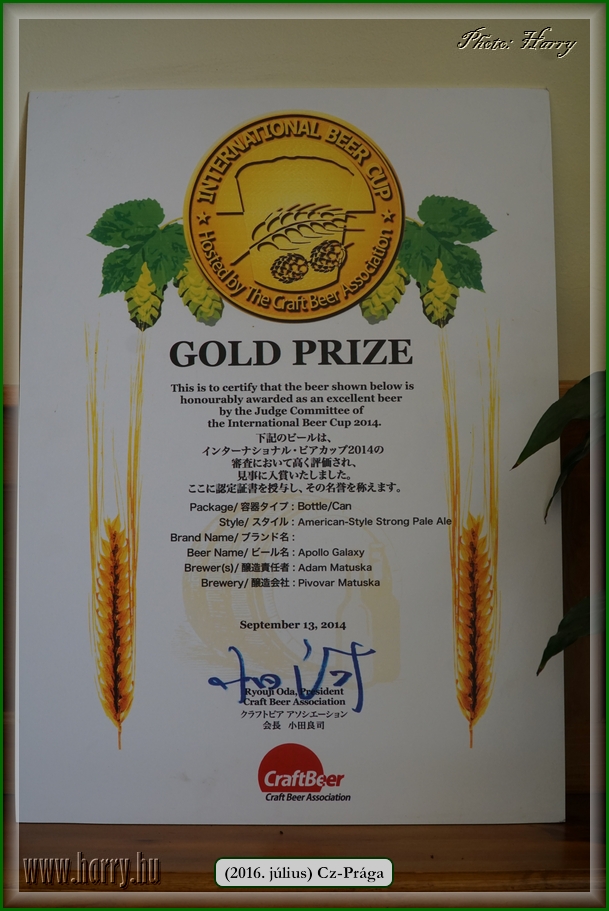 Photo: Harry
INTERNATIONAL BEER CUP
Hosted by The Craft Beer Association
GOLD PRIZE
This is to certify that the beer shown below is
honourably awarded as an excellent beer
by the Judge Committee of
the International Beer Cup 2014.
下記のビールは、
インターナショナル・ビアカップ2014の
審査において高く評価され、
見事に入賞いたしました。
ここに認定証書を授与し、その名誉を称えます。
Package/ 容器タイプ : Bottle/Can
Style/ スタイル : American-Style Strong Pale Ale
Brand Name/ ブランド名 :
Beer Name/ ビール名 : Apollo Galaxy
Brewer(s)/ 醸造責任者 : Adam Matuska
Brewery/ 醸造会社 : Pivovar Matuska
September 13, 2014
Ryouji Oda, President
Craft Beer Association
クラフトビア アソシエーション
会長 小田良司
CraftBeer
Craft Beer Association
www.harry.hu
(2016. július) Cz-Prága